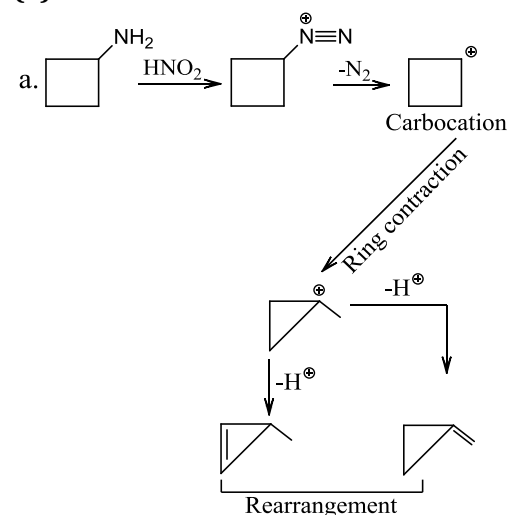 NH₂
⊕
N≡N
a.
HNO₂
-N₂
⊕
Carbocation
Ring contraction
⊕
-H⊕
-H⊕
Rearrangement